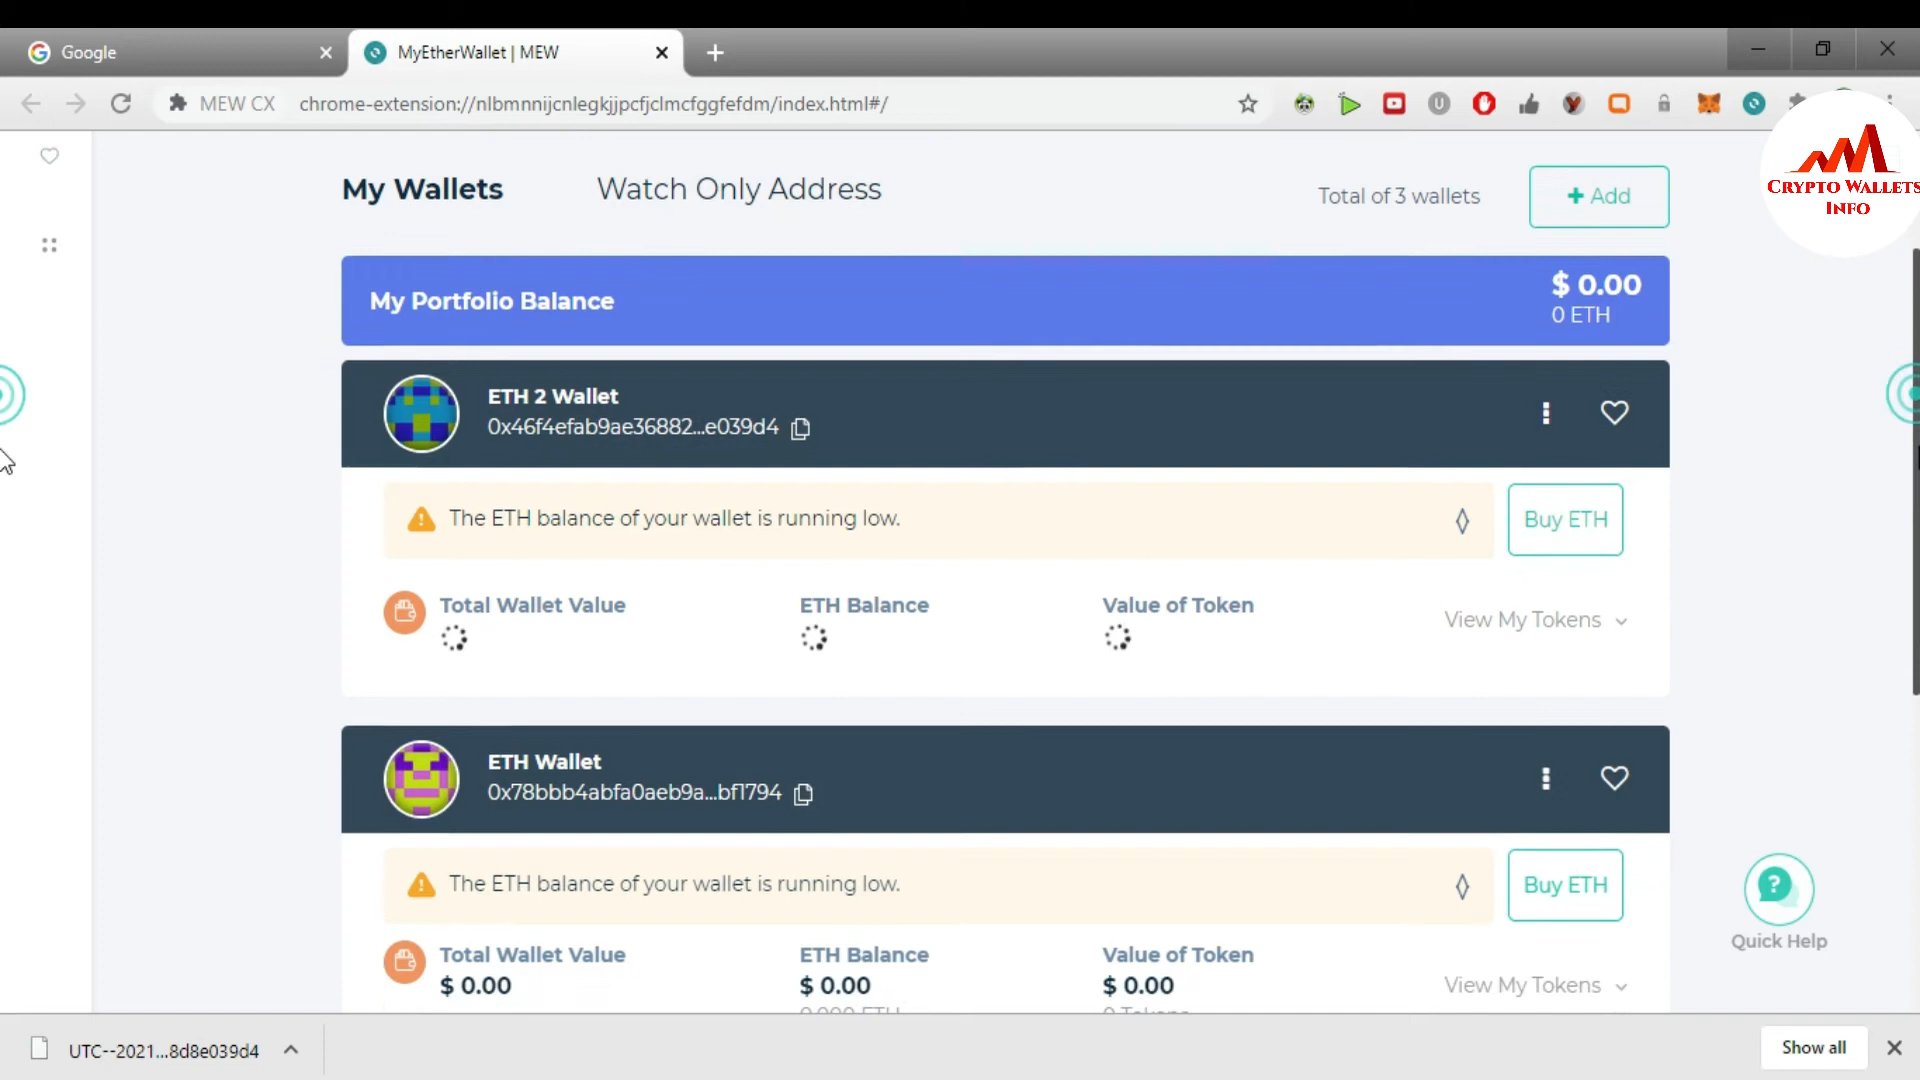 Google
MyEtherWallet | MEW
MEW CX
chrome-extension://nlbmnnijcnlegkjjpcfjclmcfggfefdm/index.html#/
CRYPTO WALLETS
INFO
My Wallets
Watch Only Address
Total of 3 wallets
+ Add
My Portfolio Balance
$ 0.00
0 ETH
ETH 2 Wallet
0x46f4efab9ae36882...e039d4
The ETH balance of your wallet is running low.
Buy ETH
Total Wallet Value
ETH Balance
Value of Token
View My Tokens
ETH Wallet
0x78bbb4abfa0aeb9a...bf1794
The ETH balance of your wallet is running low.
Buy ETH
Total Wallet Value
ETH Balance
Value of Token
$ 0.00
$ 0.00
$ 0.00
View My Tokens
0.000 ETH
0 Tokens
Quick Help
UTC--2021...8d8e039d4
Show all